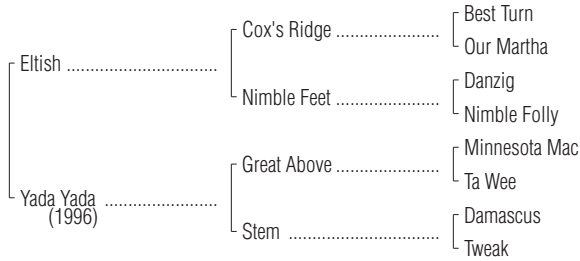 Best Turn
Cox's Ridge ....................
Our Martha
Eltish .............................
Danzig
Nimble Feet ....................
Nimble Folly
Minnesota Mac
Great Above ....................
Ta Wee
Yada Yada ......................
(1996)
Damascus
Stem .............................
Tweak